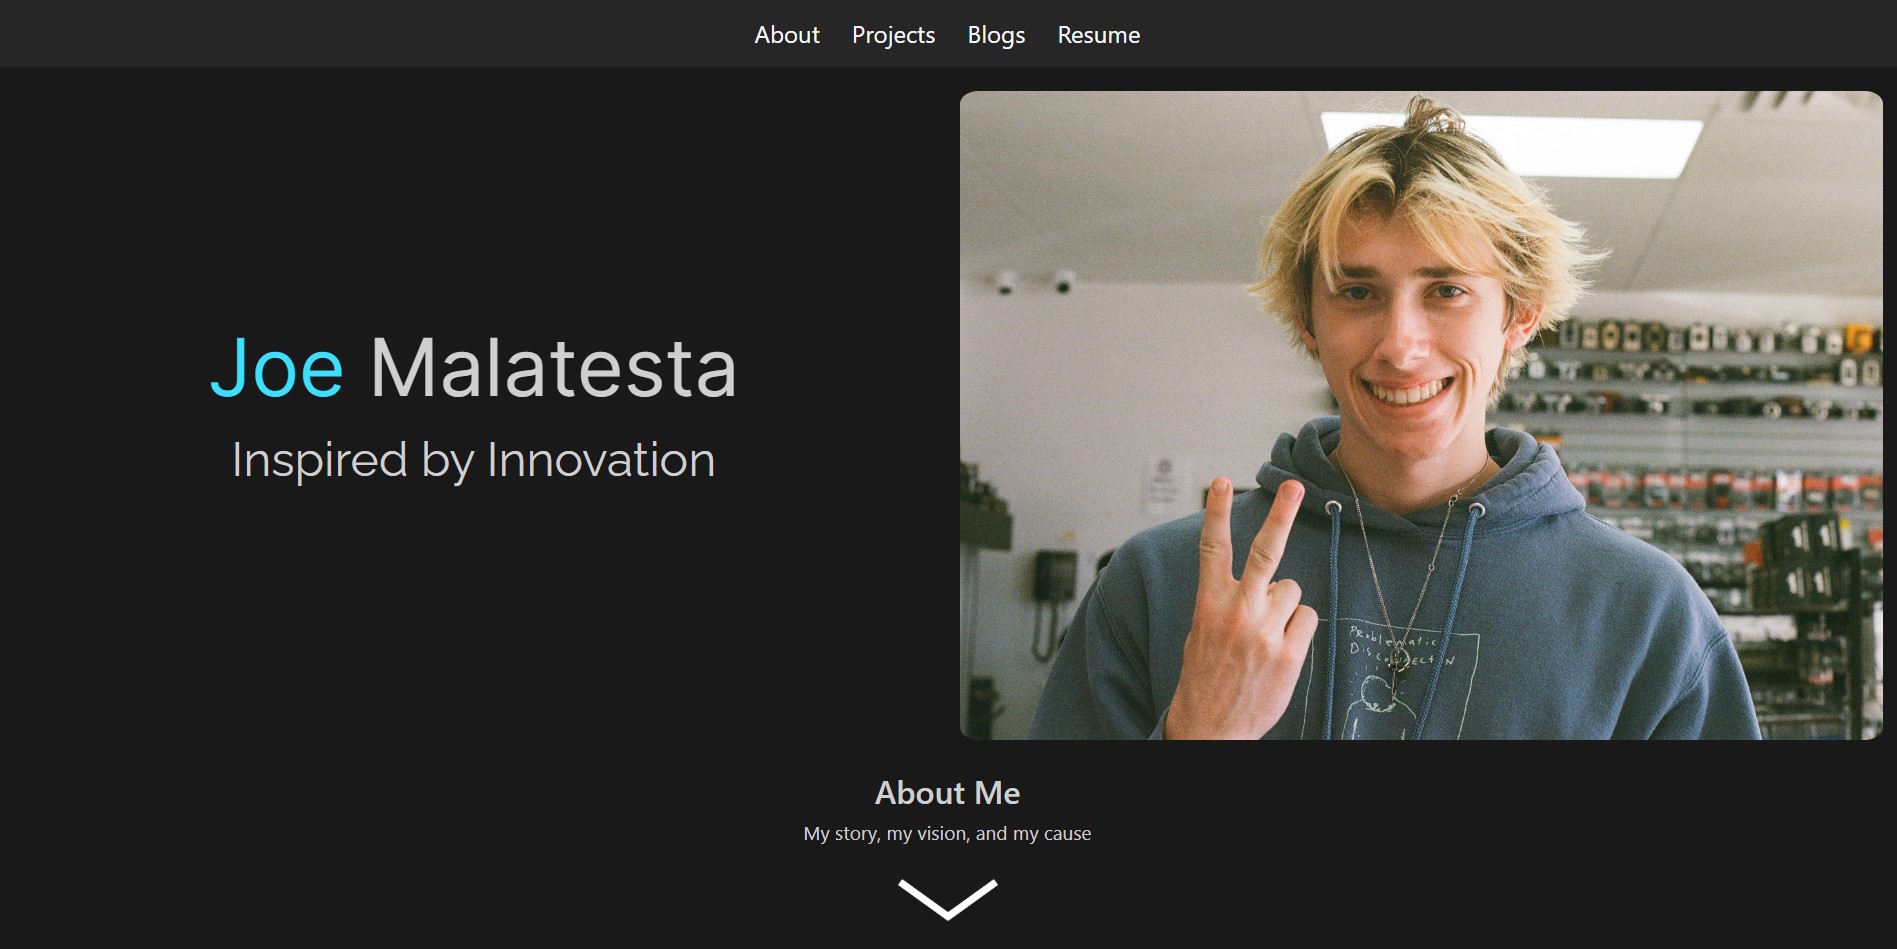 About Projects Blogs Resume
Joe Malatesta
Inspired by Innovation
Problematic
Disconnect
About Me
My story, my vision, and my cause